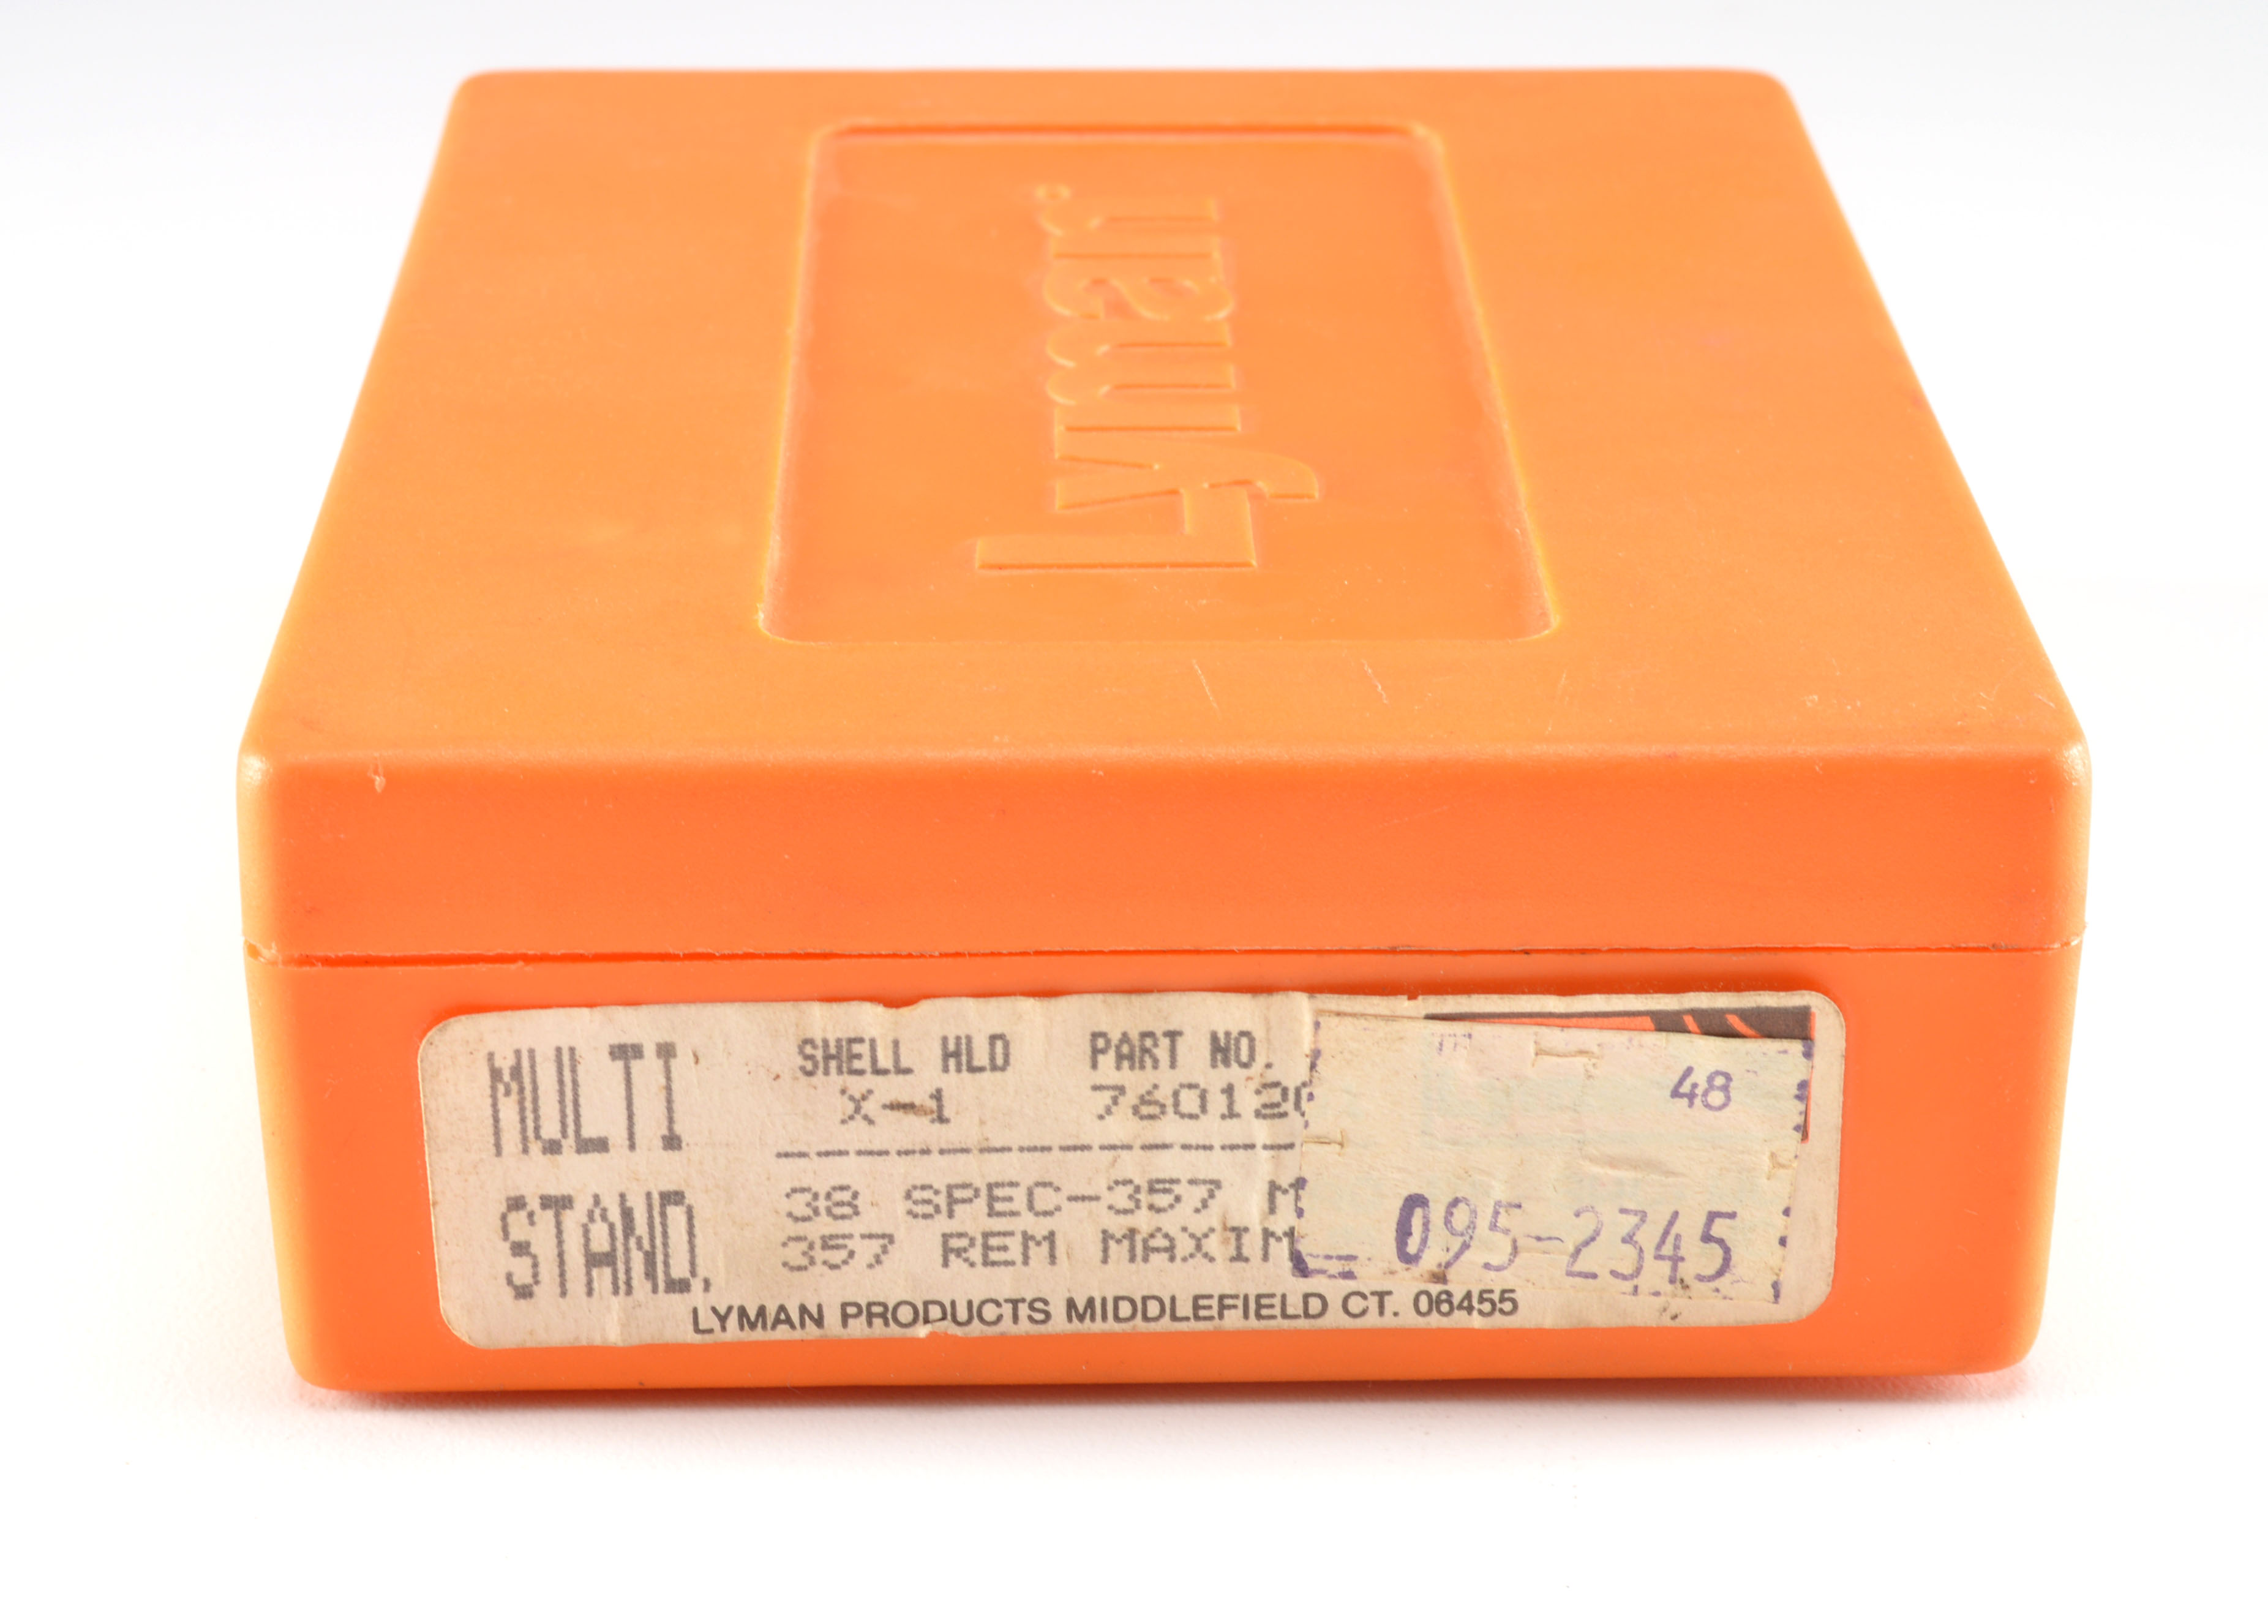 Lyman
MULTI
STAND.
SHELL HLD PART NO.
X-1 76012
38 SPEC-357 M
357 REM MAXIM
LYMAN PRODUCTS MIDDLEFIELD CT. 06455
48
095-2345